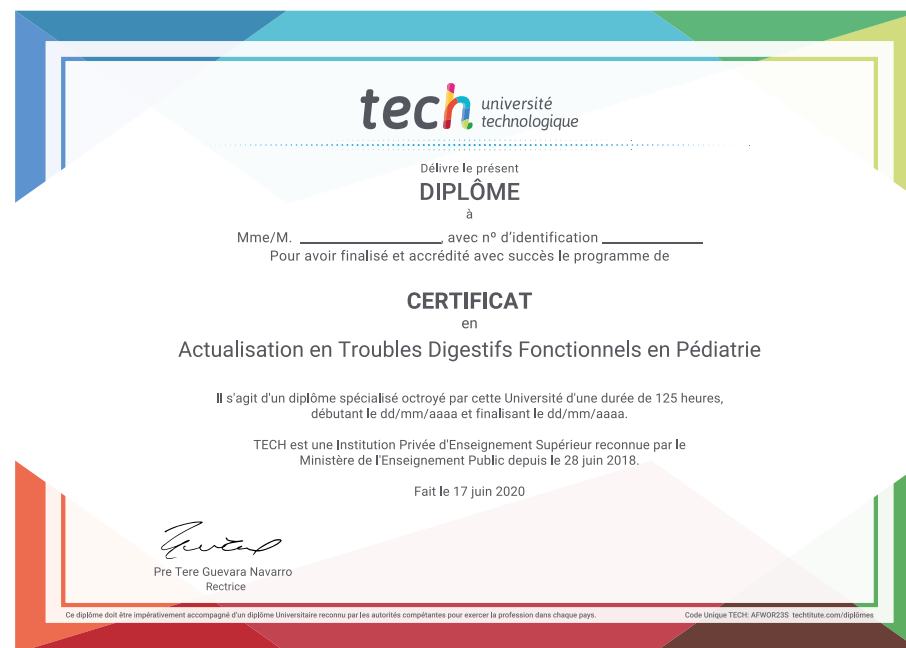 tech université
technologique
Délivre le présent
DIPLÔME
à
Mme/M. ____________________, avec nº d'identification ______________
Pour avoir finalisé et accrédité avec succès le programme de
CERTIFICAT
en
Actualisation en Troubles Digestifs Fonctionnels en Pédiatrie
Il s'agit d'un diplôme spécialisé octroyé par cette Université d'une durée de 125 heures,
débutant le dd/mm/aaaa et finalisant le dd/mm/aaaa.
TECH est une Institution Privée d'Enseignement Supérieur reconnue par le
Ministère de l'Enseignement Public depuis le 28 juin 2018.
Fait le 17 juin 2020
Pre Tere Guevara Navarro
Rectrice
Ce diplôme doit être impérativement accompagné d'un diplôme Universitaire reconnu par les autorités compétentes pour exercer la profession dans chaque pays. Code Unique TECH: AFWOR23S techtitute.com/diplômes